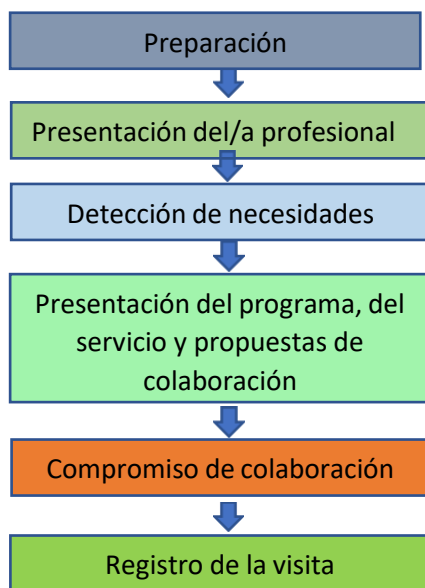 Preparación
Presentación del/a profesional
Detección de necesidades
Presentación del programa, del
servicio y propuestas de
colaboración
Compromiso de colaboración
Registro de la visita